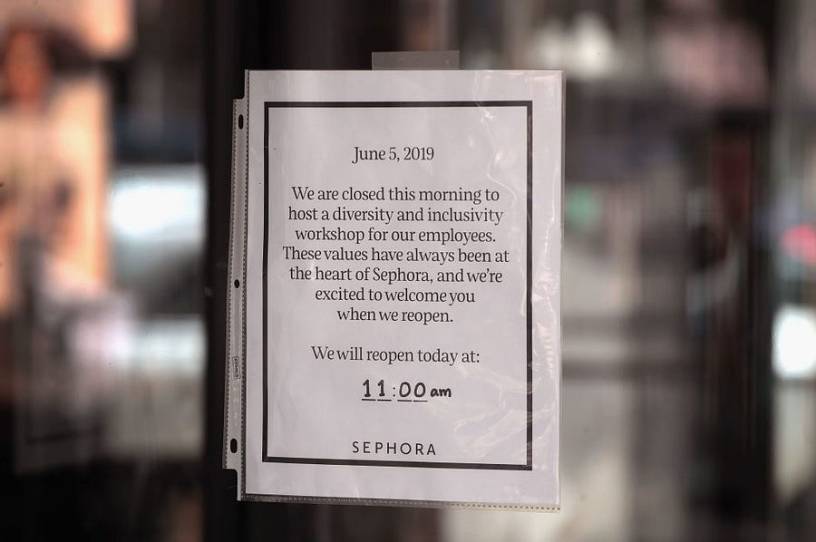 June 5, 2019
We are closed this morning to
host a diversity and inclusivity
workshop for our employees.
These values have always been at
the heart of Sephora, and we're
excited to welcome you
when we reopen.
We will reopen today at:
11:00 am
SEPHORA